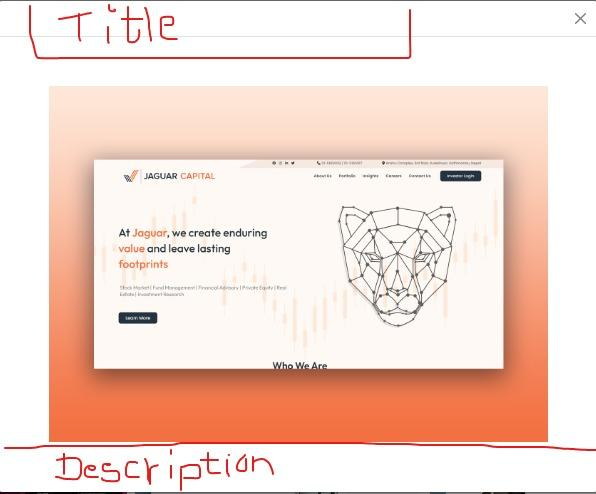 Title
JAGUAR CAPITAL
About Us Portfolio Insights Careers Contact Us Investor Login
At Jaguar, we create enduring
value and leave lasting
footprints
Stock Market | Fund Management | Financial Advisory | Private Equity | Real
Estate | Investment Research
Learn More
Who We Are
Description